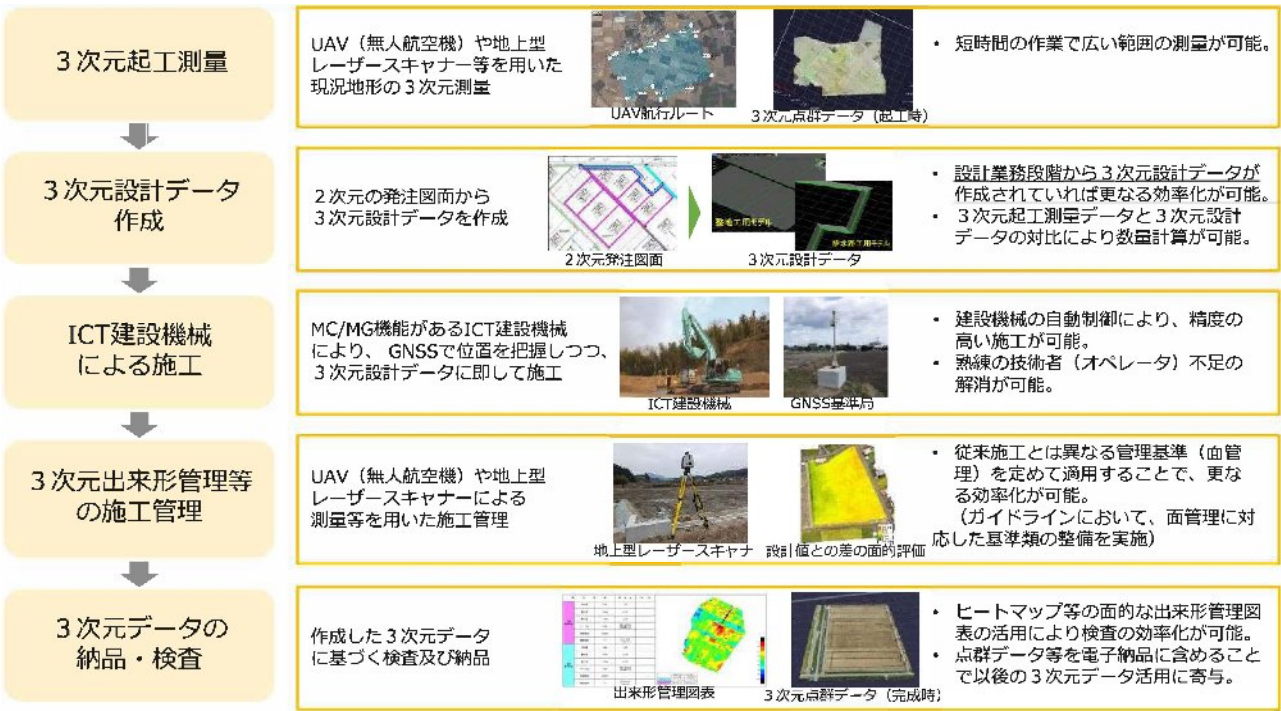 3次元起工測量
UAV（無人航空機）や地上型
レーザースキャナー等を用いた
現況地形の3次元測量
UAV航行ルート
3次元点群データ（起工時）
• 短時間の作業で広い範囲の測量が可能。
3次元設計データ
作成
2次元の発注図面から
3次元設計データを作成
整地工用モデル
排水路工用モデル
2次元発注図面
3次元設計データ
• 設計業務段階から3次元設計データが
作成されていれば更なる効率化が可能。
• 3次元起工測量データと3次元設計
データの対比により数量計算が可能。
ICT建設機械
による施工
MC/MG機能があるICT建設機械
により、GNSSで位置を把握しつつ、
3次元設計データに即して施工
ICT建設機械
GNSS基準局
• 建設機械の自動制御により、精度の
高い施工が可能。
• 熟練の技術者（オペレータ）不足の
解消が可能。
3次元出来形管理等
の施工管理
UAV（無人航空機）や地上型
レーザースキャナーによる
測量等を用いた施工管理
地上型レーザースキャナ
設計値との差の面的評価
• 従来施工とは異なる管理基準（面管
理）を定めて適用することで、更な
る効率化が可能。
（ガイドラインにおいて、面管理に対
応した基準類の整備を実施）
3次元データの
納品・検査
作成した3次元データ
に基づく検査及び納品
出来形管理図表
3次元点群データ（完成時）
• ヒートマップ等の面的な出来形管理図
表の活用により検査の効率化が可能。
• 点群データ等を電子納品に含めること
で以後の3次元データ活用に寄与。